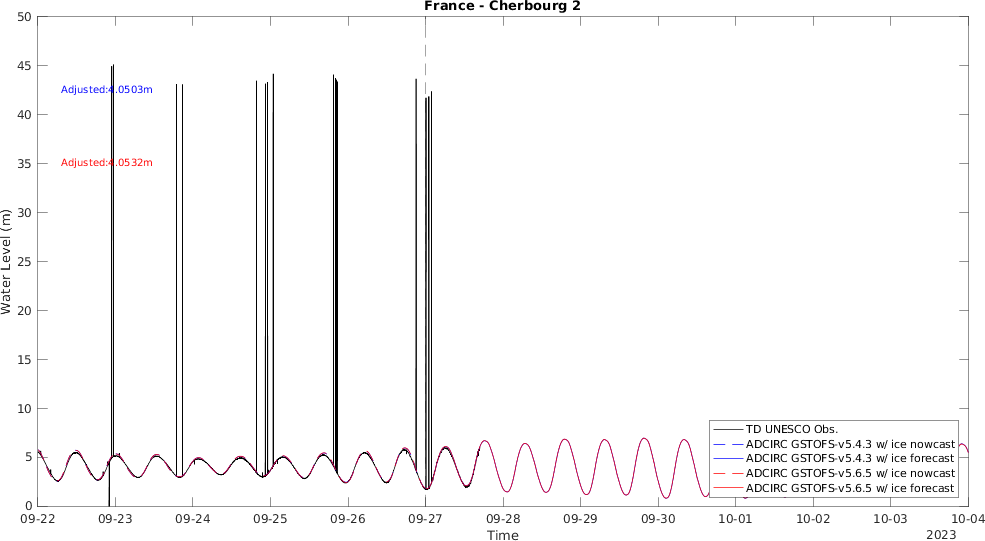 France - Cherbourg 2
50
45
40
35
30
25
20
15
10
5
0
Water Level (m)
Adjusted:4.0503m
Adjusted:4.0532m
TD UNESCO Obs.
ADCIRC GSTOFS-v5.4.3 w/ ice nowcast
ADCIRC GSTOFS-v5.4.3 w/ ice forecast
ADCIRC GSTOFS-v5.6.5 w/ ice nowcast
ADCIRC GSTOFS-v5.6.5 w/ ice forecast
09-22 09-23 09-24 09-25 09-26 09-27 09-28 09-29 09-30 10-01 10-02 10-03 10-04
Time
2023